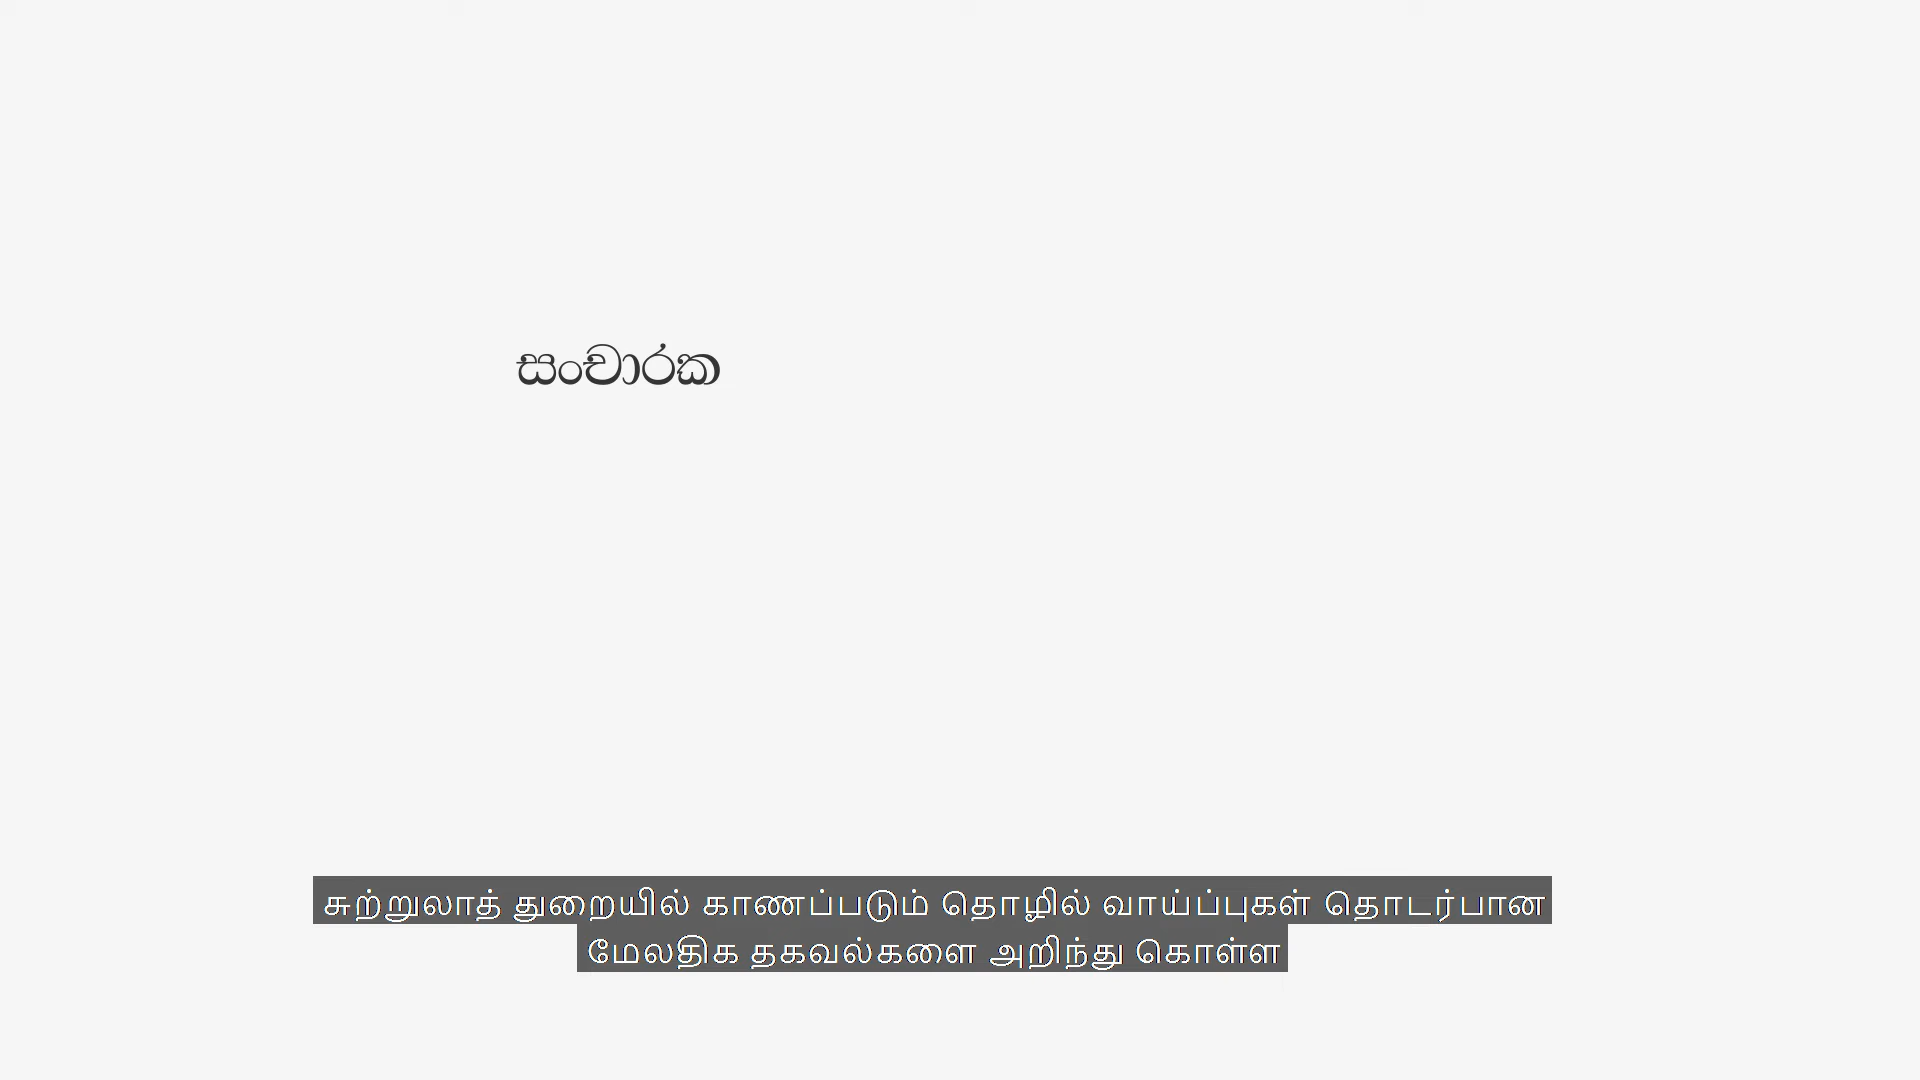 සංචාරක
சுற்றுலாத் துறையில் காணப்படும் தொழில் வாய்ப்புகள் தொடர்பான
மேலதிக தகவல்களை அறிந்து கொள்ள